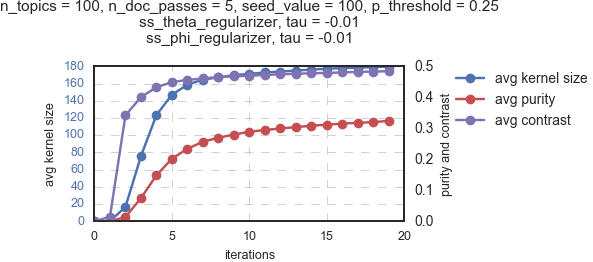 n_topics = 100, n_doc_passes = 5, seed_value = 100, p_threshold = 0.25
ss_theta_regularizer, tau = -0.01
ss_phi_regularizer, tau = -0.01
180
160
140
120
100
80
60
40
20
0
avg kernel size
0.5
0.4
0.3
0.2
0.1
0.0
purity and contrast
avg kernel size
avg purity
avg contrast
0
5
10
15
20
iterations